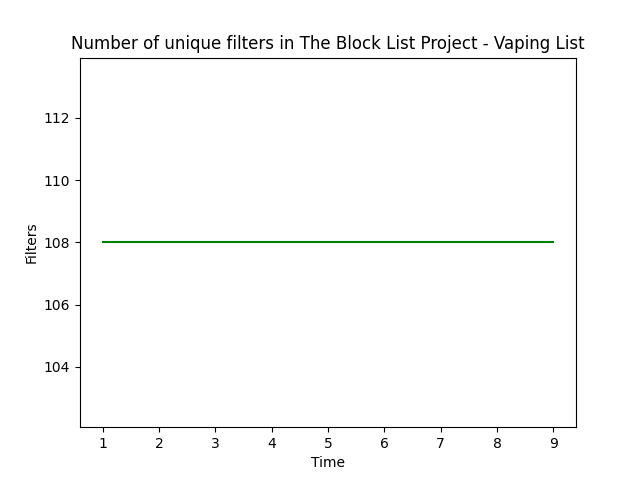 Number of unique filters in The Block List Project - Vaping List
112
110
108
106
104
Filters
1 2 3 4 5 6 7 8 9
Time